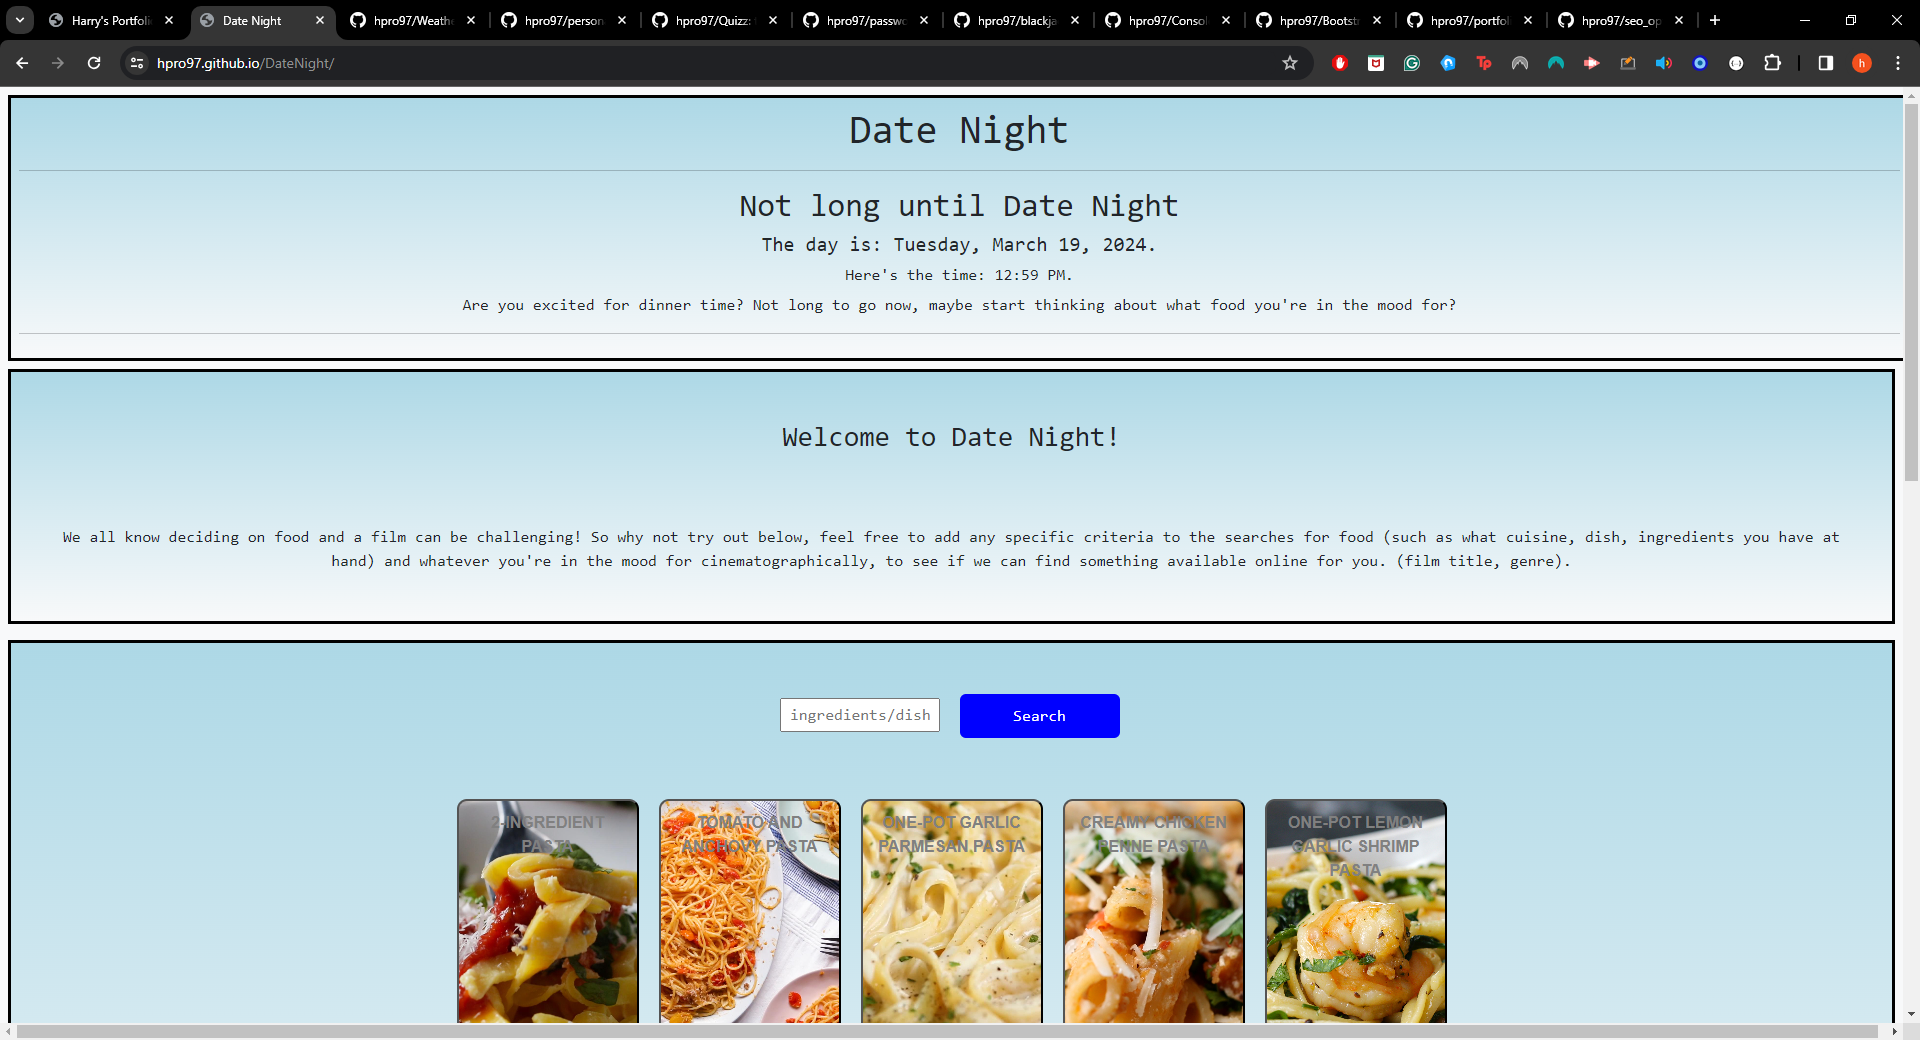 Harry's Portfoli
Date Night
hpro97/Weathe
hpro97/person
hpro97/Quizz:
hpro97/passwo
hpro97/blackja
hpro97/Consol
hpro97/Bootstr
hpro97/portfol
hpro97/seo_op
hpro97.github.io/DateNight/
h
Date Night
Not long until Date Night
The day is: Tuesday, March 19, 2024.
Here's the time: 12:59 PM.
Are you excited for dinner time? Not long to go now, maybe start thinking about what food you're in the mood for?
Welcome to Date Night!
We all know deciding on food and a film can be challenging! So why not try out below, feel free to add any specific criteria to the searches for food (such as what cuisine, dish, ingredients you have at
hand) and whatever you're in the mood for cinematographically, to see if we can find something available online for you. (film title, genre).
ingredients/dish
Search
2-INGREDIENT
PASTA
TOMATO AND
ANCHOVY PASTA
ONE-POT GARLIC
PARMESAN PASTA
CREAMY CHICKEN
PENNE PASTA
ONE-POT LEMON
GARLIC SHRIMP
PASTA